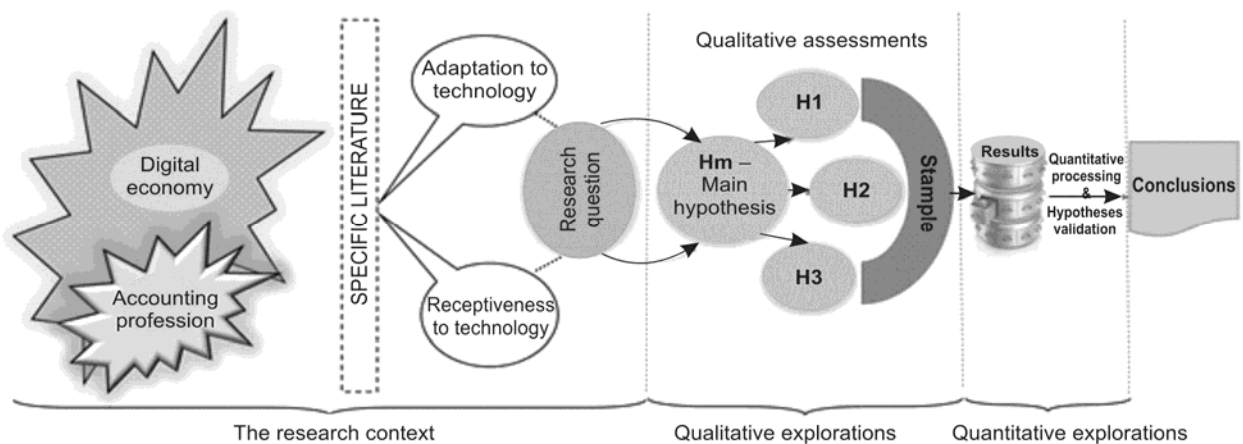 Digital
economy
Accounting
profession
SPECIFIC LITERATURE
Adaptation to
technology
Receptiveness
to technology
Research
question
Qualitative assessments
Hm –
Main
hypothesis
H1
H2
H3
Stample
Results
Quantitative
processing
&
Hypotheses
validation
Conclusions
The research context
Qualitative explorations
Quantitative explorations